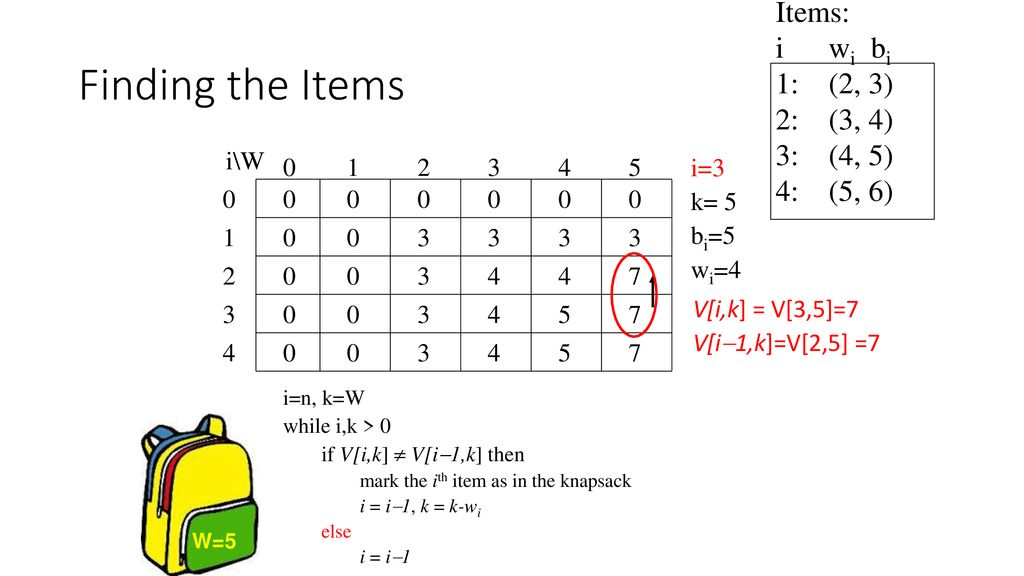 Finding the Items
Items:
i wi bi
1: (2, 3)
2: (3, 4)
3: (4, 5)
4: (5, 6)
i\W 0 1 2 3 4 5
0 0 0 0 0 0 0
1 0 0 3 3 3 3
2 0 0 3 4 4 7
3 0 0 3 4 5 7
4 0 0 3 4 5 7
i=3
k= 5
bi=5
wi=4
V[i,k] = V[3,5]=7
V[i−1,k]=V[2,5] =7
i=n, k=W
while i,k > 0
if V[i,k] ≠ V[i−1,k] then
mark the ith item as in the knapsack
i = i−1, k = k-wi
else
i = i−1
W=5